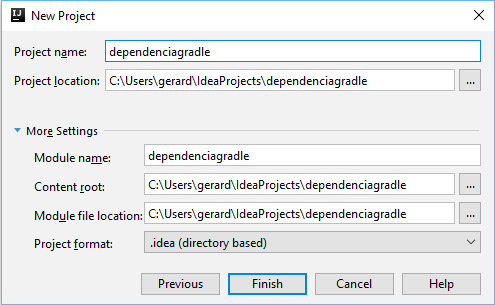 New Project
Project name: dependenciagradle
Project location: C:\Users\gerard\IdeaProjects\dependenciagradle ...
More Settings
Module name: dependenciagradle
Content root: C:\Users\gerard\IdeaProjects\dependenciagradle ...
Module file location: C:\Users\gerard\IdeaProjects\dependenciagradle ...
Project format: .idea (directory based)
Previous Finish Cancel Help